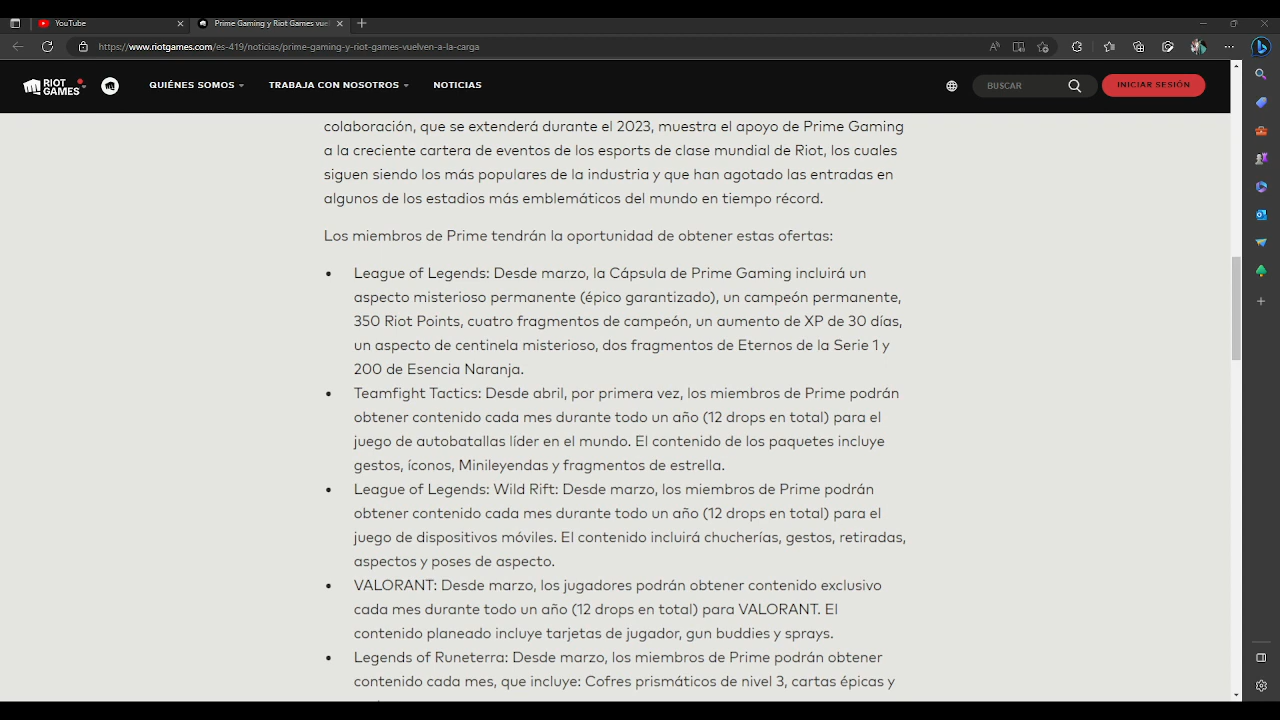 YouTube
Prime Gaming y Riot Games vuel
https://www.riotgames.com/es-419/noticias/prime-gaming-y-riot-games-vuelven-a-la-carga
RIOT GAMES
QUIÉNES SOMOS
TRABAJA CON NOSOTROS
NOTICIAS
BUSCAR
INICIAR SESIÓN
colaboración, que se extenderá durante el 2023, muestra el apoyo de Prime Gaming
a la creciente cartera de eventos de los esports de clase mundial de Riot, los cuales
siguen siendo los más populares de la industria y que han agotado las entradas en
algunos de los estadios más emblemáticos del mundo en tiempo récord.
Los miembros de Prime tendrán la oportunidad de obtener estas ofertas:
• League of Legends: Desde marzo, la Cápsula de Prime Gaming incluirá un
aspecto misterioso permanente (épico garantizado), un campeón permanente,
350 Riot Points, cuatro fragmentos de campeón, un aumento de XP de 30 días,
un aspecto de centinela misterioso, dos fragmentos de Eternos de la Serie 1 y
200 de Esencia Naranja.
• Teamfight Tactics: Desde abril, por primera vez, los miembros de Prime podrán
obtener contenido cada mes durante todo un año (12 drops en total) para el
juego de autobatallas líder en el mundo. El contenido de los paquetes incluye
gestos, íconos, Minileyendas y fragmentos de estrella.
• League of Legends: Wild Rift: Desde marzo, los miembros de Prime podrán
obtener contenido cada mes durante todo un año (12 drops en total) para el
juego de dispositivos móviles. El contenido incluirá chucherías, gestos, retiradas,
aspectos y poses de aspecto.
• VALORANT: Desde marzo, los jugadores podrán obtener contenido exclusivo
cada mes durante todo un año (12 drops en total) para VALORANT. El
contenido planeado incluye tarjetas de jugador, gun buddies y sprays.
• Legends of Runeterra: Desde marzo, los miembros de Prime podrán obtener
contenido cada mes, que incluye: Cofres prismáticos de nivel 3, cartas épicas y